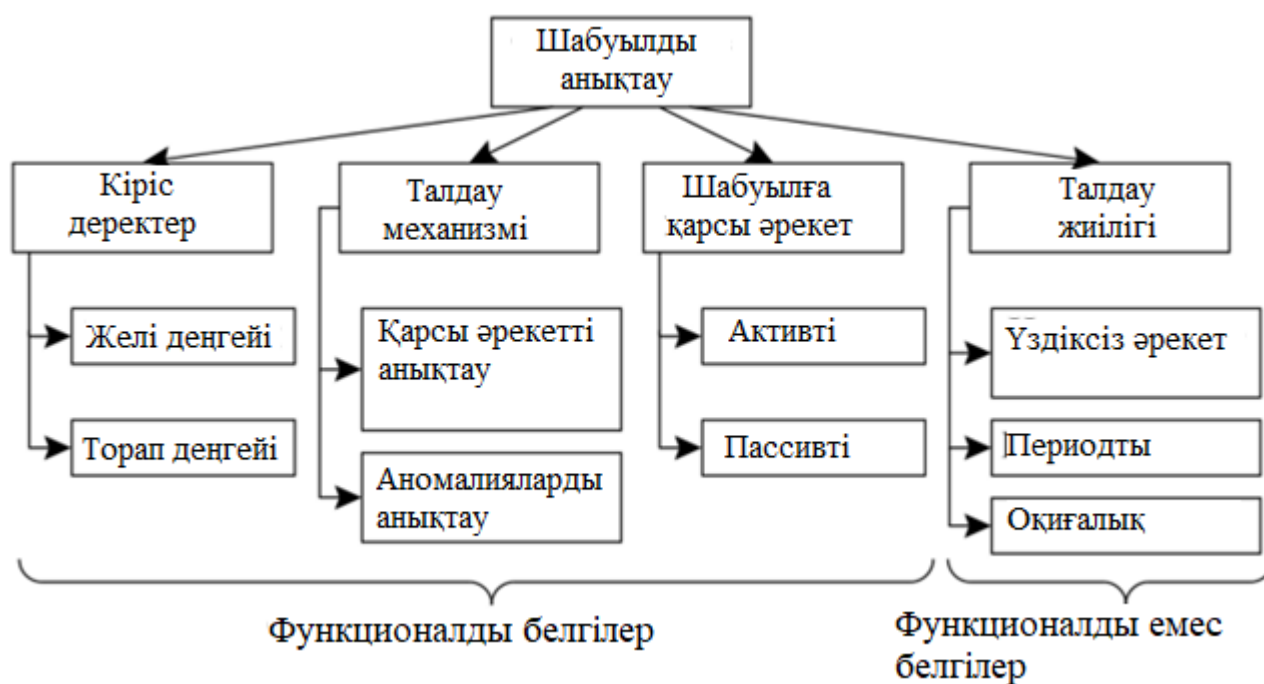 Шабуылды
анықтау
Кіріс
деректер
Талдау
механизмі
Шабуылға
қарсы әрекет
Талдау
жиілігі
Желі деңгейі
Торап деңгейі
Қарсы әрекетті
анықтау
Аномалияларды
анықтау
Активті
Пассивті
Үздіксіз әрекет
Периодты
Оқиғалық
Функционалды белгілер
Функционалды емес
белгілер